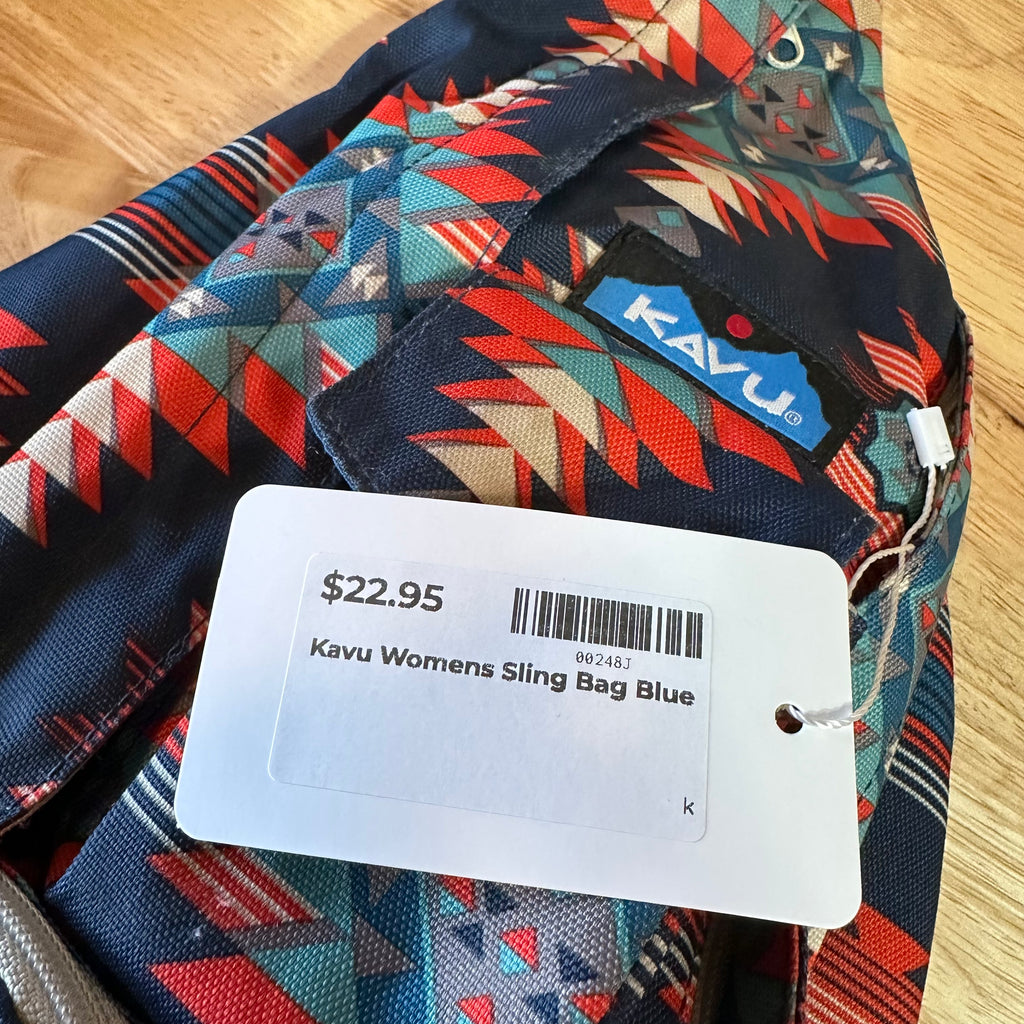 KAVU®
$22.95
00248J
Kavu Womens Sling Bag Blue
k